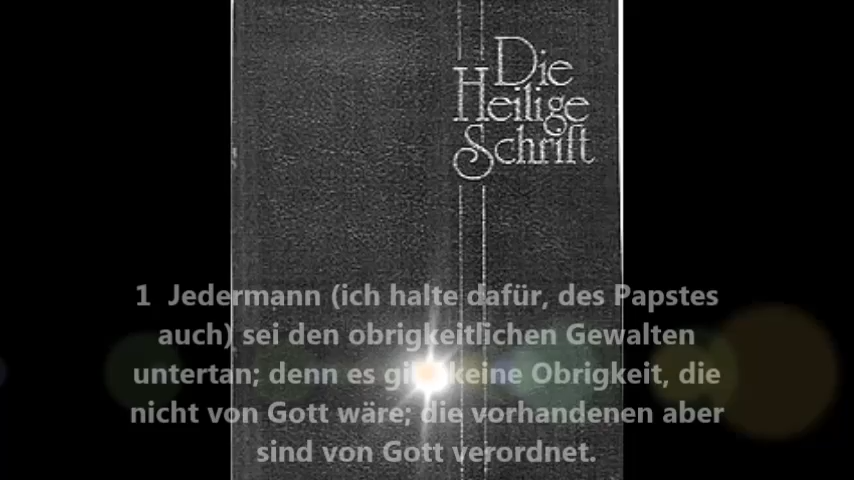 Die
Heilige
Schrift
1 Jedermann (ich halte dafür, des Papstes
auch) sei den obrigkeitlichen Gewalten
untertan; denn es gibt keine Obrigkeit, die
nicht von Gott wäre; die vorhandenen aber
sind von Gott verordnet.